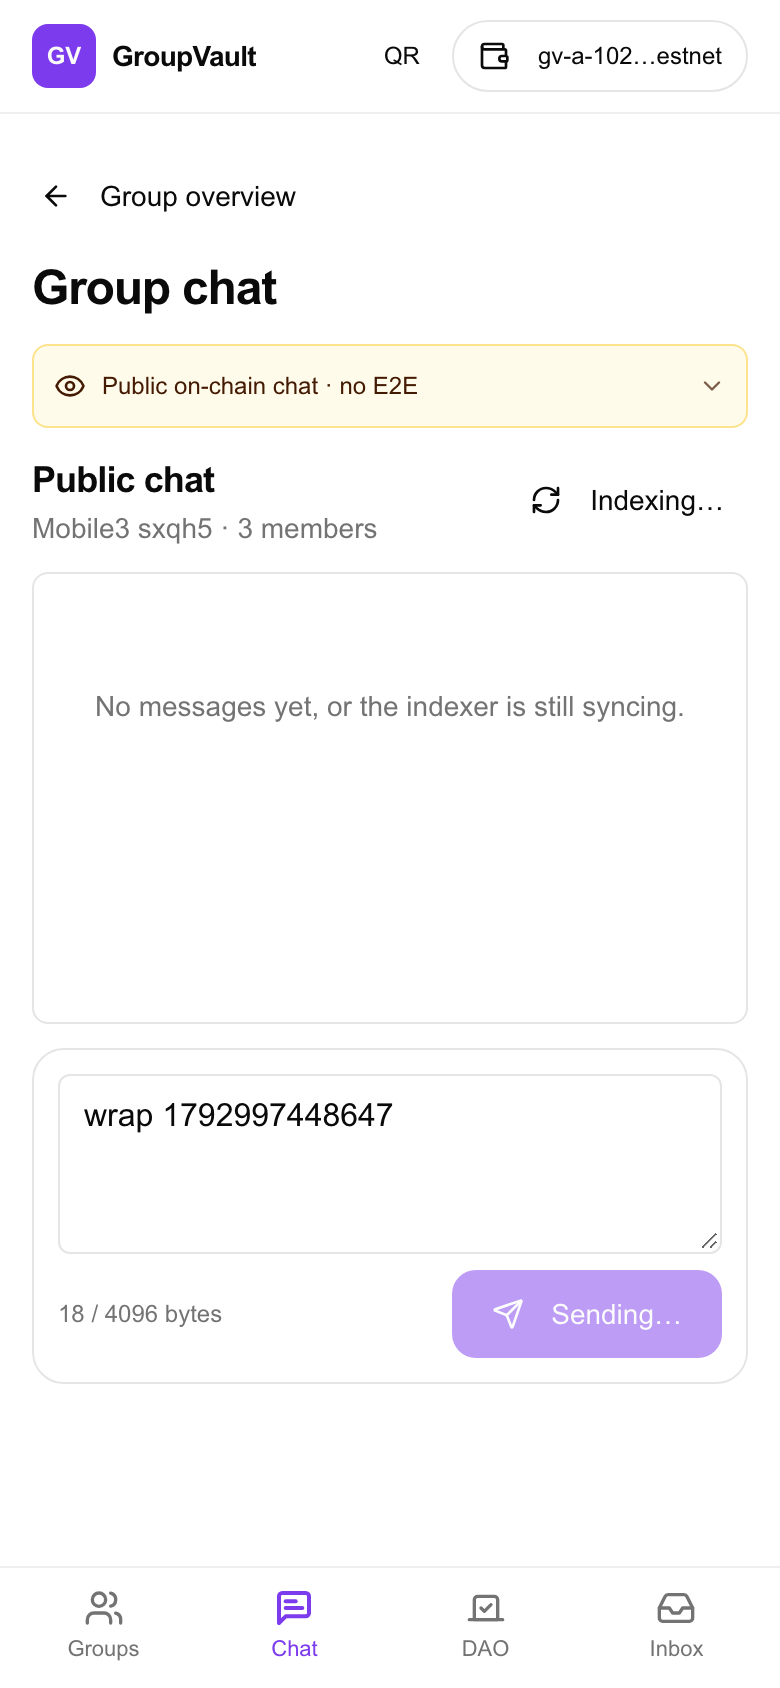 GV GroupVault QR gv-a-102…estnet
Group overview
Group chat
Public on-chain chat · no E2E
Public chat
Mobile3 sxqh5 · 3 members
Indexing…
No messages yet, or the indexer is still syncing.
wrap 1792997448647
18 / 4096 bytes
Sending…
Groups Chat DAO Inbox